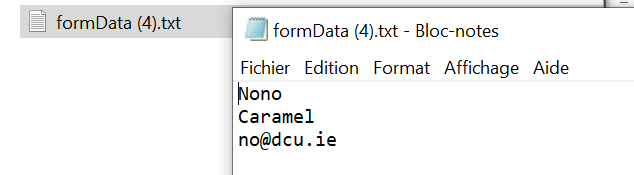 formData (4).txt
formData (4).txt - Bloc-notes
Fichier Edition Format Affichage Aide
Nono
Caramel
no@dcu.ie